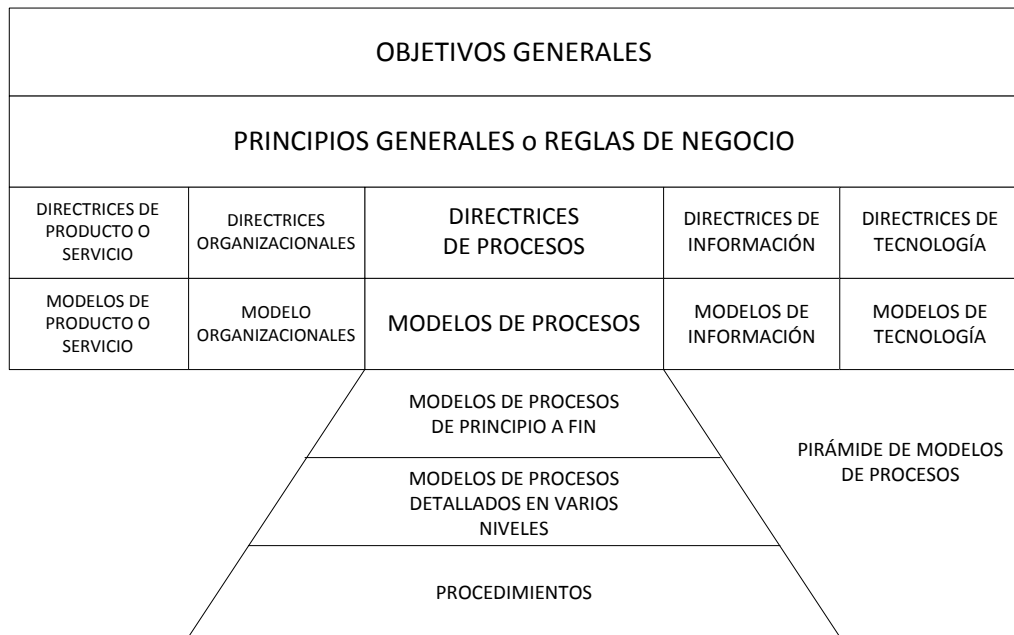 OBJETIVOS GENERALES
PRINCIPIOS GENERALES o REGLAS DE NEGOCIO
DIRECTRICES DE
PRODUCTO O
SERVICIO
DIRECTRICES
ORGANIZACIONALES
DIRECTRICES
DE PROCESOS
DIRECTRICES DE
INFORMACIÓN
DIRECTRICES DE
TECNOLOGÍA
MODELOS DE
PRODUCTO O
SERVICIO
MODELO
ORGANIZACIONALES
MODELOS DE PROCESOS
MODELOS DE
INFORMACIÓN
MODELOS DE
TECNOLOGÍA
MODELOS DE PROCESOS
DE PRINCIPIO A FIN
PIRÁMIDE DE MODELOS
DE PROCESOS
MODELOS DE PROCESOS
DETALLADOS EN VARIOS
NIVELES
PROCEDIMIENTOS